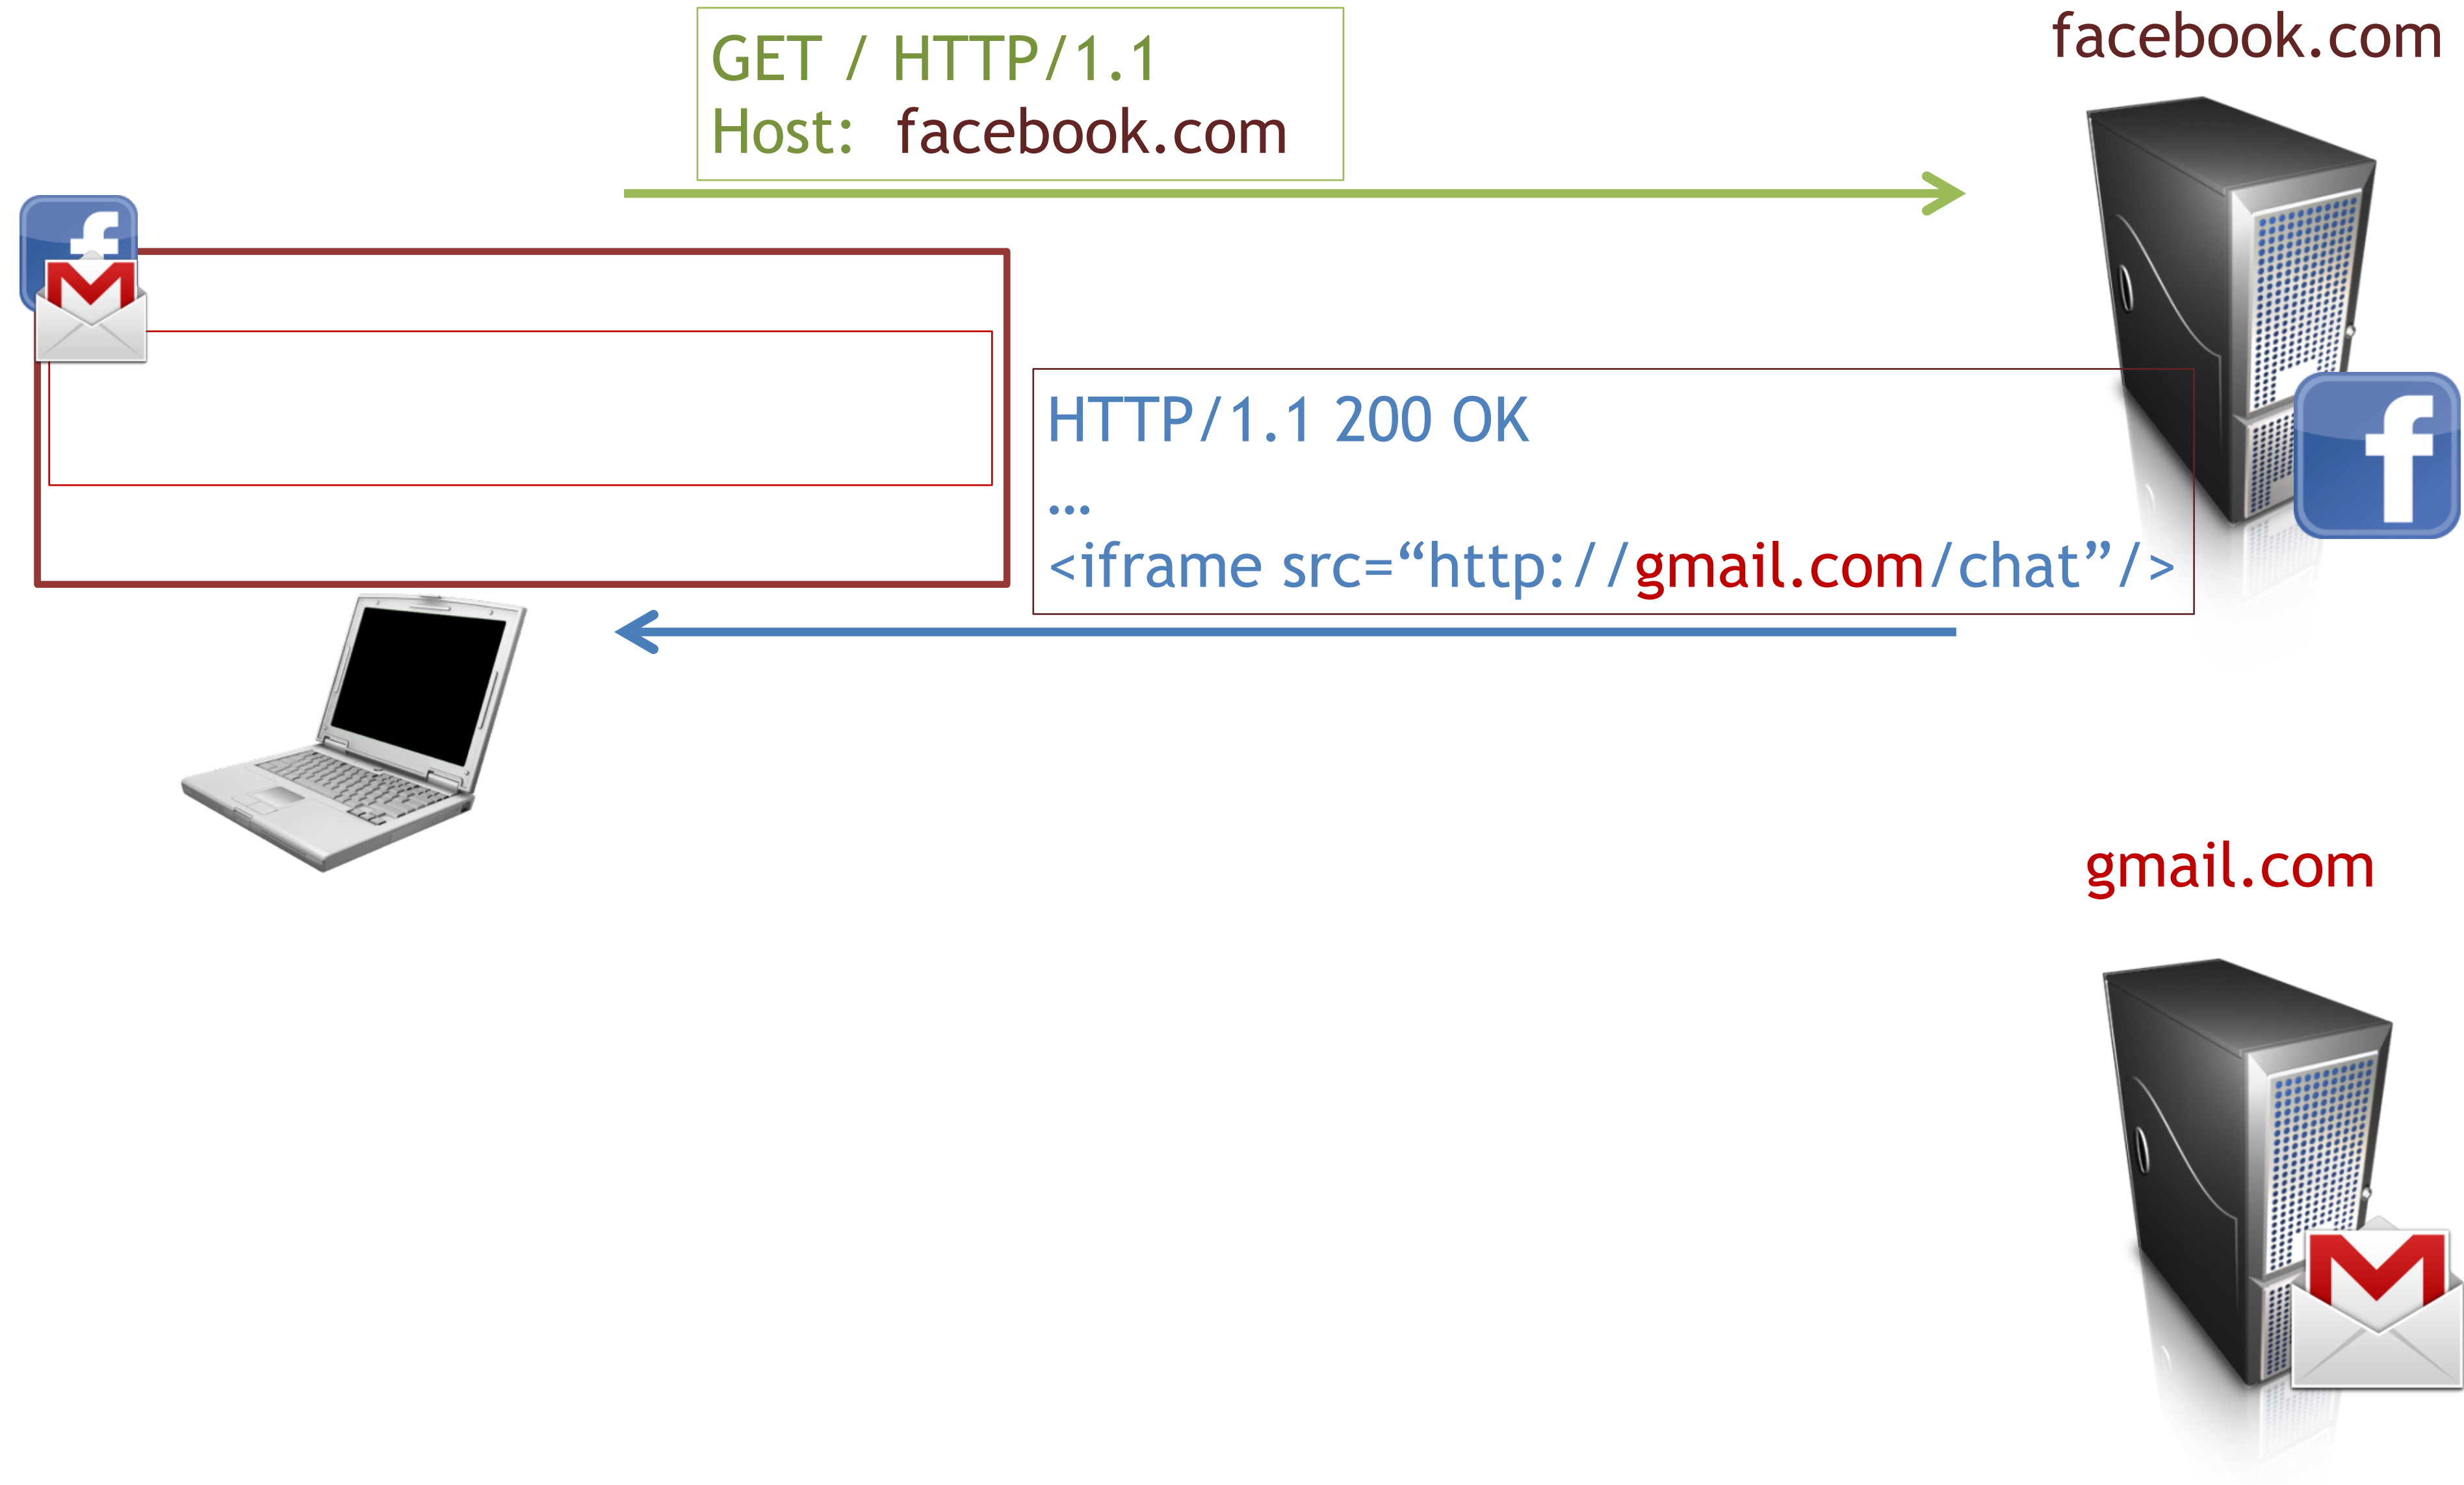 facebook.com
GET / HTTP/1.1
Host: facebook.com
HTTP/1.1 200 OK
…
<iframe src=“http://gmail.com/chat”/>
gmail.com